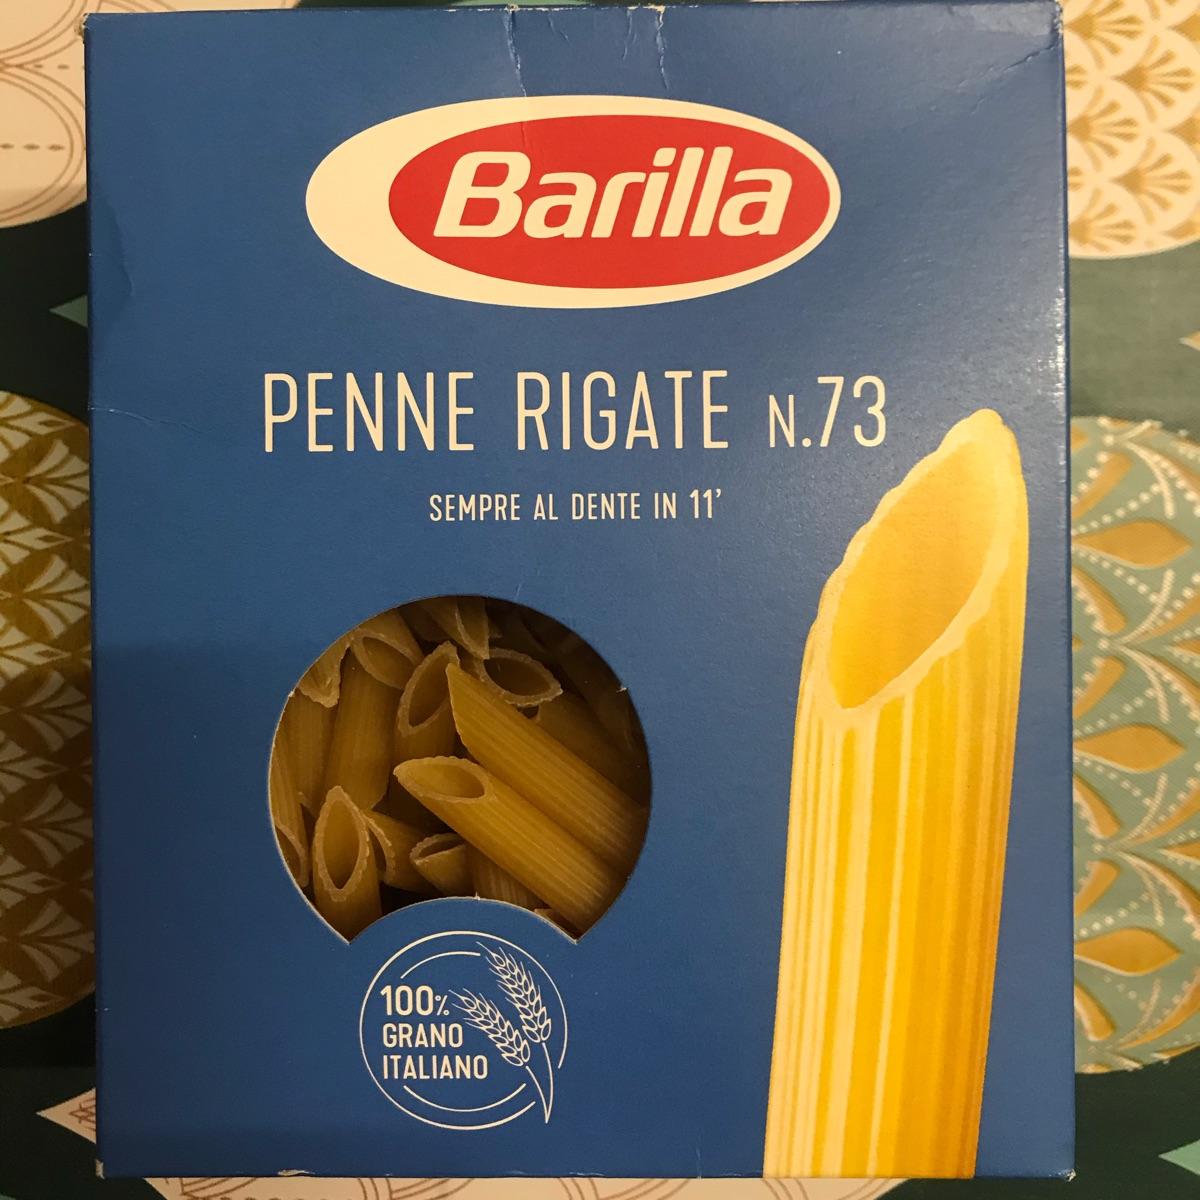 Barilla
PENNE RIGATE N.73
SEMPRE AL DENTE IN 11'
100%
GRANO
ITALIANO